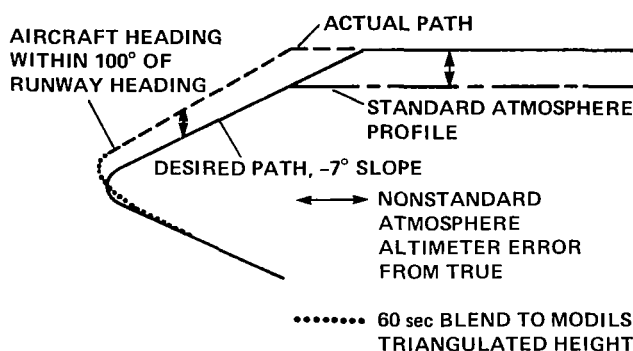 ACTUAL PATH
AIRCRAFT HEADING
WITHIN 100° OF
RUNWAY HEADING
STANDARD ATMOSPHERE
PROFILE
DESIRED PATH, -7° SLOPE
NONSTANDARD
ATMOSPHERE
ALTIMETER ERROR
FROM TRUE
60 sec BLEND TO MODILS
TRIANGULATED HEIGHT